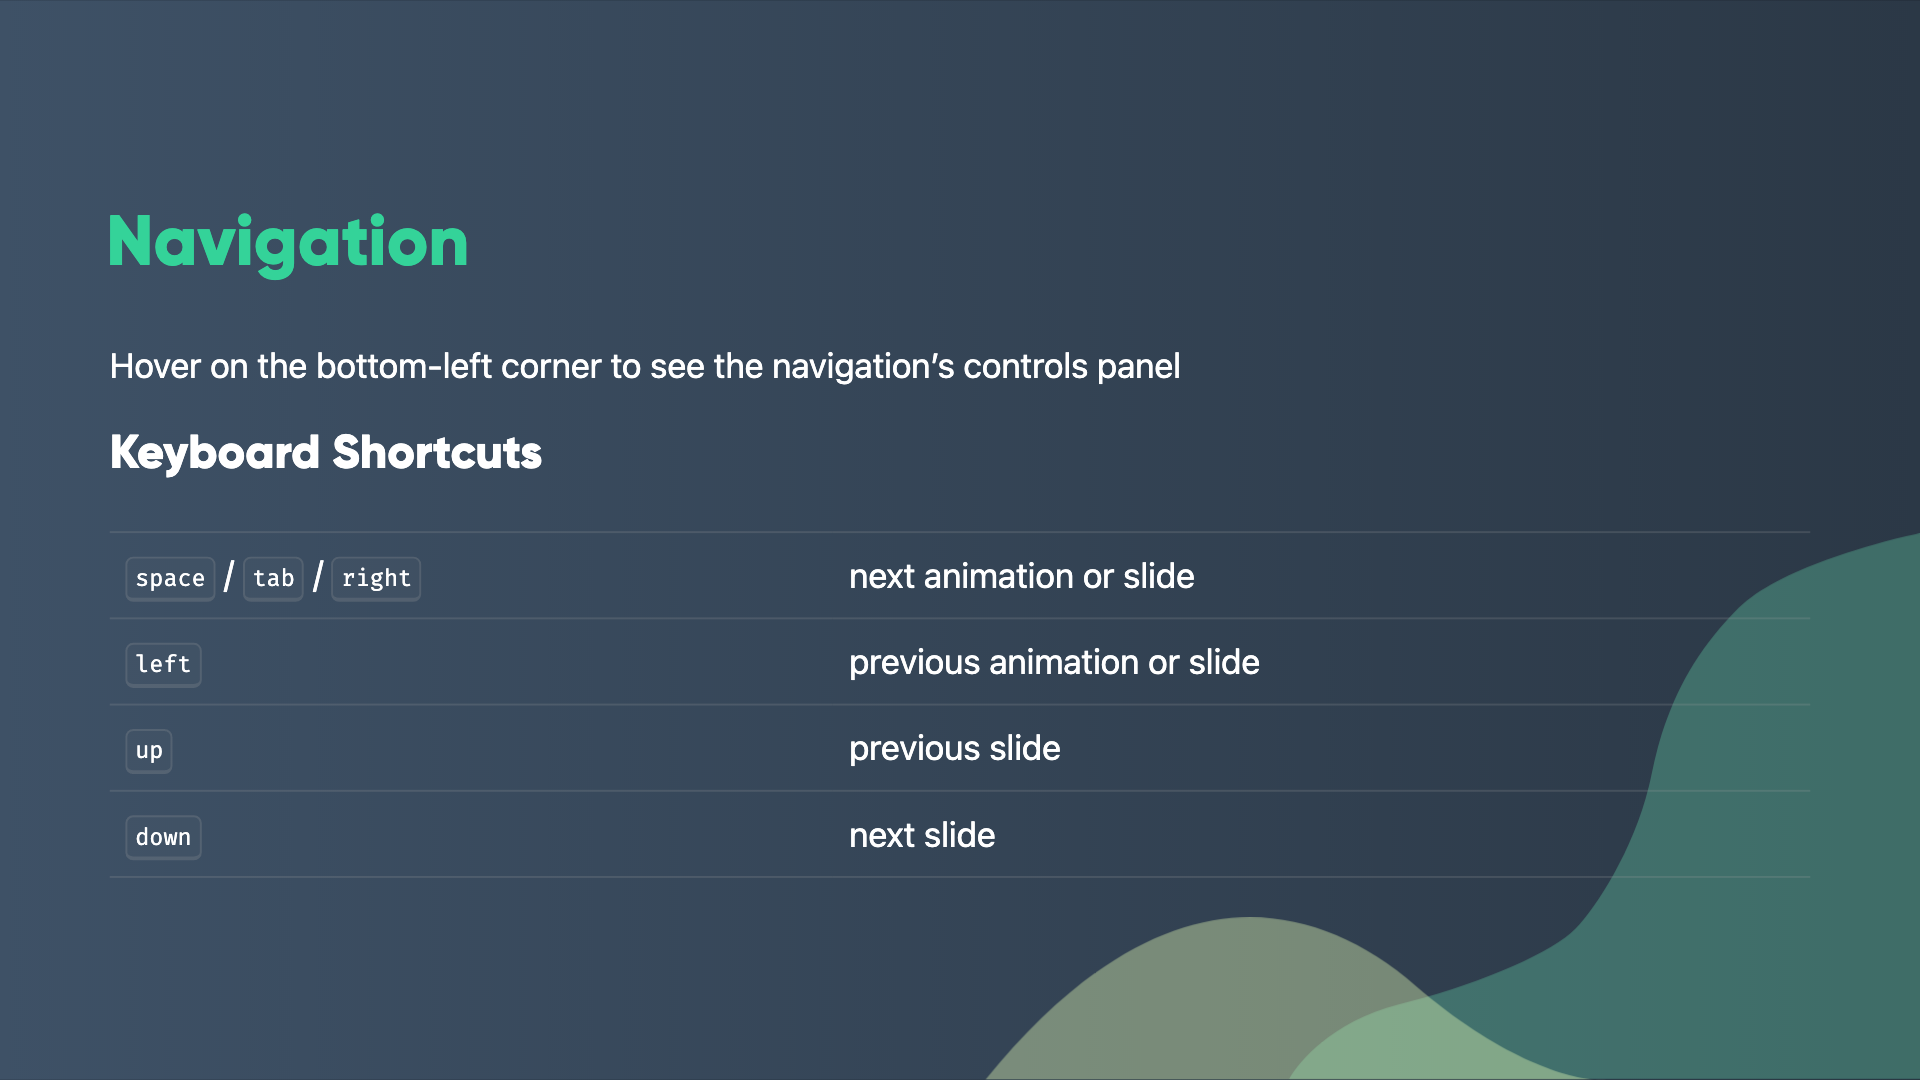 Navigation
Hover on the bottom-left corner to see the navigation’s controls panel
Keyboard Shortcuts
space / tab / right next animation or slide
left previous animation or slide
up previous slide
down next slide